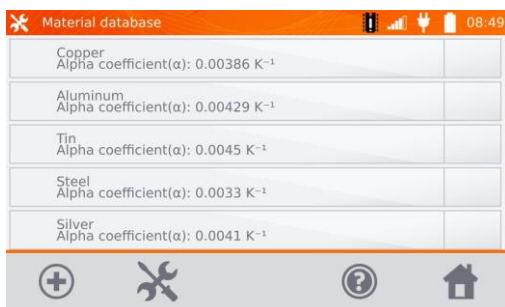 Material database
08:49
Copper
Alpha coefficient(α): 0.00386 K⁻¹
Aluminum
Alpha coefficient(α): 0.00429 K⁻¹
Tin
Alpha coefficient(α): 0.0045 K⁻¹
Steel
Alpha coefficient(α): 0.0033 K⁻¹
Silver
Alpha coefficient(α): 0.0041 K⁻¹
?